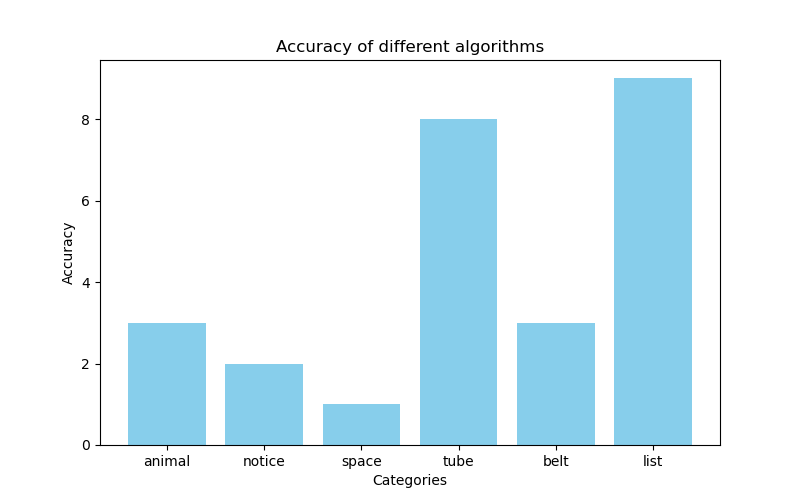 Accuracy of different algorithms
8
6
4
2
0
Accuracy
animal notice space tube belt list
Categories